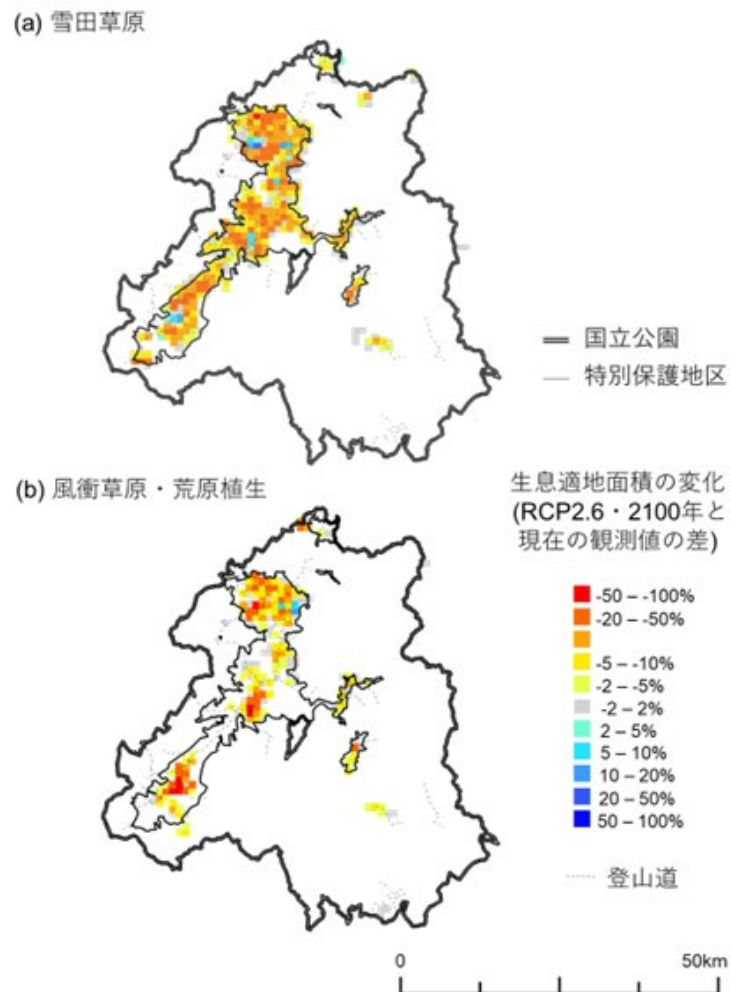 (a) 雪田草原
国立公園
特別保護地区
(b) 風衝草原・荒原植生
生息適地面積の変化
(RCP2.6・2100年と
現在の観測値の差)
-50 – -100%
-20 – -50%
-5 – -10%
-2 – -5%
-2 – 2%
2 – 5%
5 – 10%
10 – 20%
20 – 50%
50 – 100%
登山道
0 50km